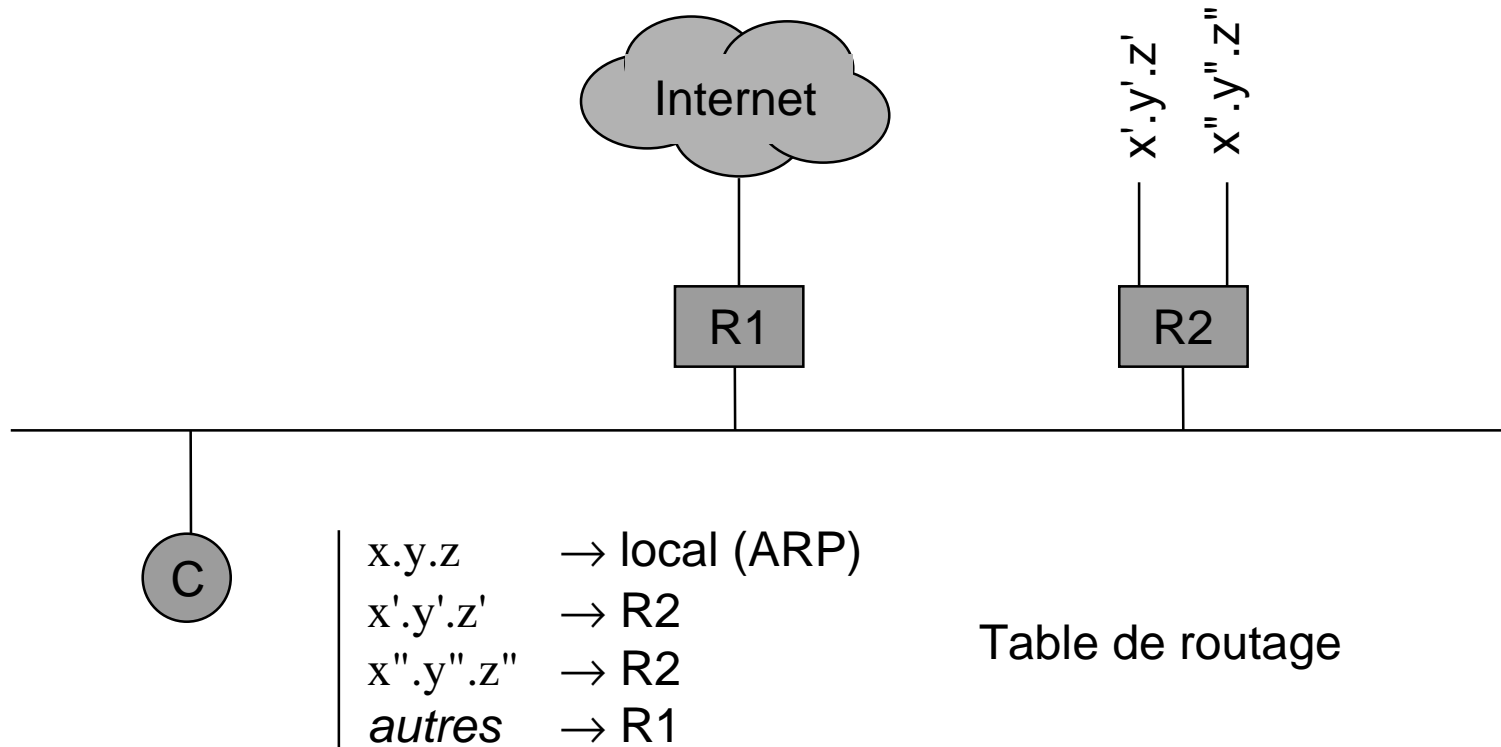 Internet
x'.y'.z'
x".y".z"
R1
R2
C
x.y.z → local (ARP)
x'.y'.z' → R2
x".y".z" → R2
autres → R1
Table de routage